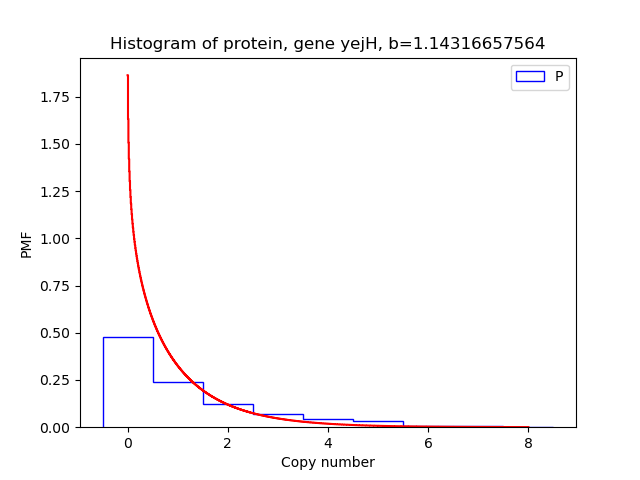 Histogram of protein, gene yejH, b=1.14316657564
P
1.75
1.50
1.25
1.00
0.75
0.50
0.25
0.00
PMF
0 2 4 6 8
Copy number